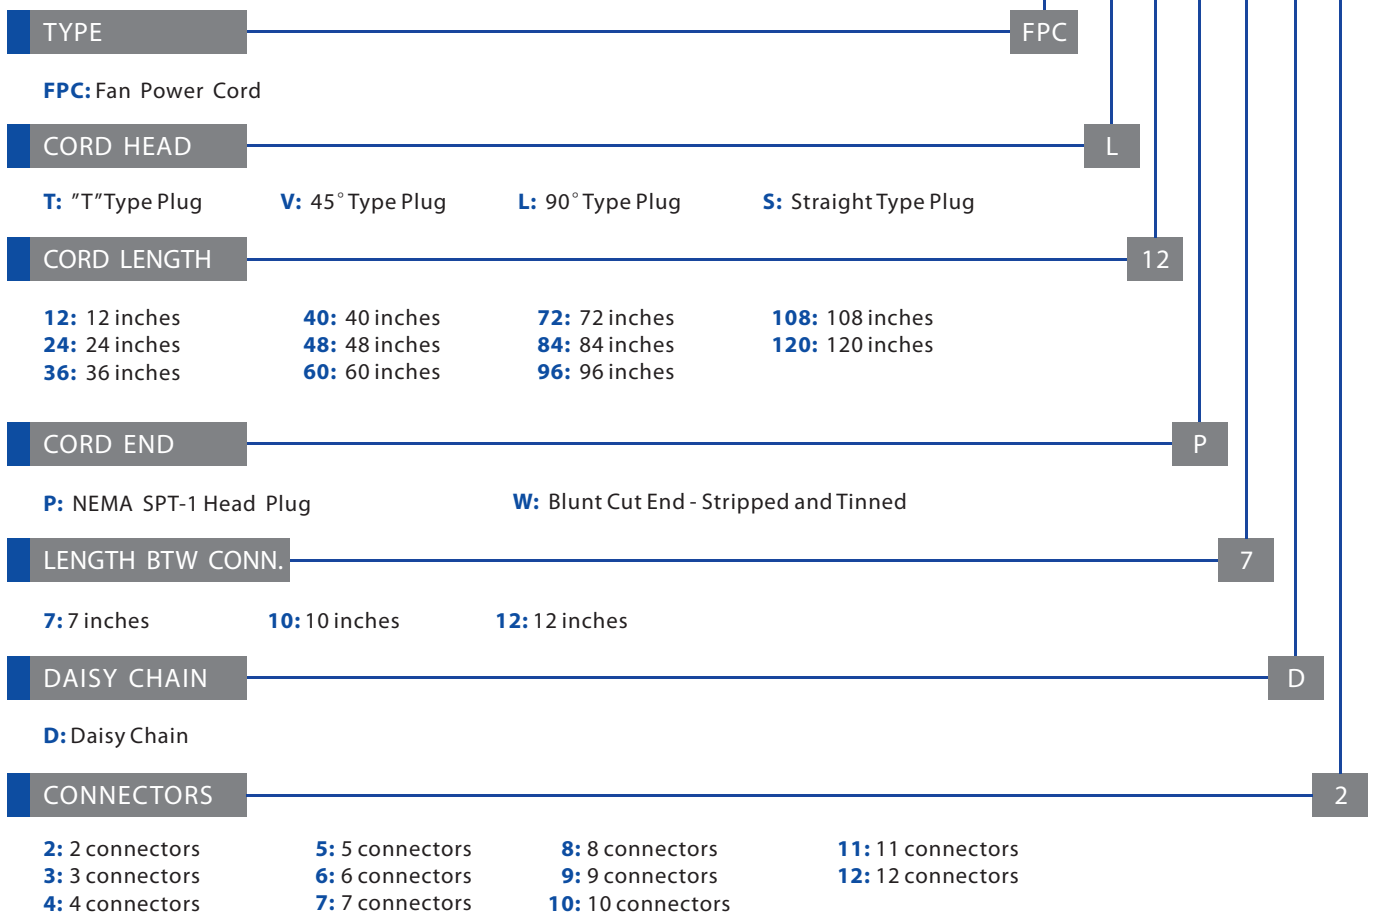 TYPE FPC
FPC: Fan Power Cord
CORD HEAD L
T: "T" Type Plug V: 45° Type Plug L: 90° Type Plug S: Straight Type Plug
CORD LENGTH 12
12: 12 inches 40: 40 inches 72: 72 inches 108: 108 inches
24: 24 inches 48: 48 inches 84: 84 inches 120: 120 inches
36: 36 inches 60: 60 inches 96: 96 inches
CORD END P
P: NEMA SPT-1 Head Plug W: Blunt Cut End - Stripped and Tinned
LENGTH BTW CONN. 7
7: 7 inches 10: 10 inches 12: 12 inches
DAISY CHAIN D
D: Daisy Chain
CONNECTORS 2
2: 2 connectors 5: 5 connectors 8: 8 connectors 11: 11 connectors
3: 3 connectors 6: 6 connectors 9: 9 connectors 12: 12 connectors
4: 4 connectors 7: 7 connectors 10: 10 connectors